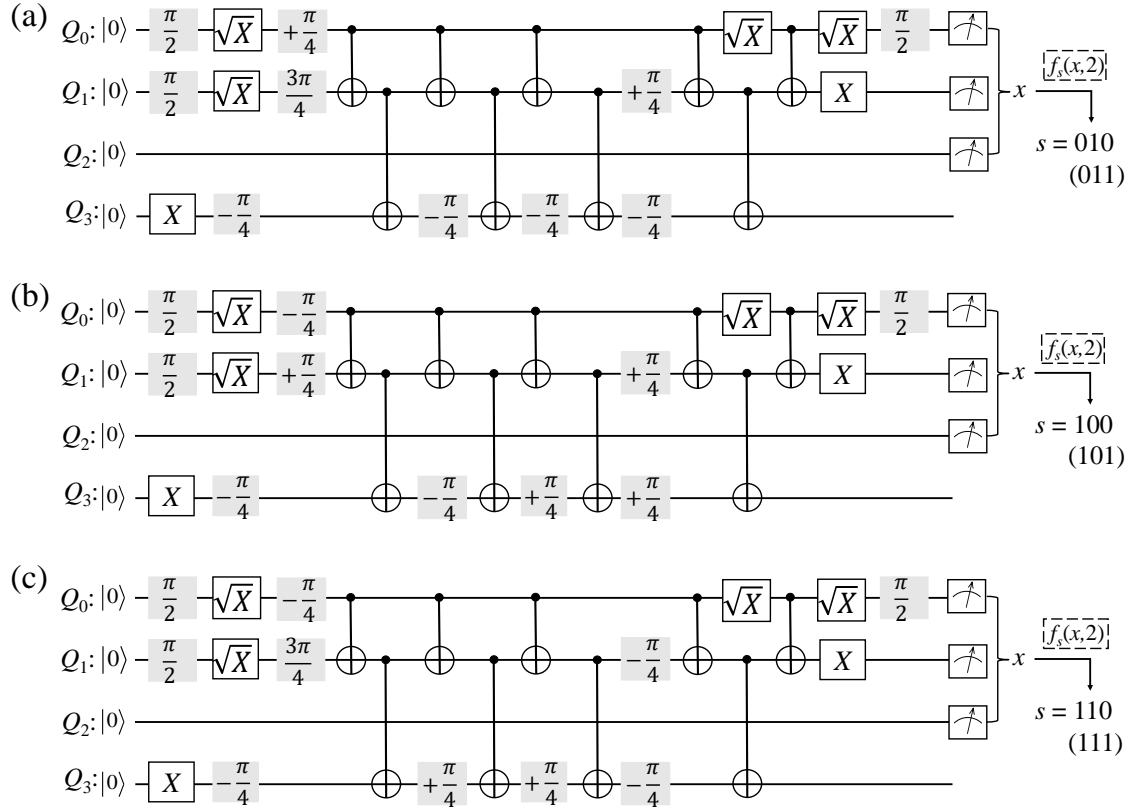 (a)
Q₀:|0⟩ π/2 √X +π/4 √X √X π/2
Q₁:|0⟩ π/2 √X 3π/4 +π/4 X x f_s(x,2)
Q₂:|0⟩ s = 010
(011)
Q₃:|0⟩ X −π/4 −π/4 −π/4 −π/4
(b)
Q₀:|0⟩ π/2 √X −π/4 √X √X π/2
Q₁:|0⟩ π/2 √X +π/4 +π/4 X x f_s(x,2)
Q₂:|0⟩ s = 100
(101)
Q₃:|0⟩ X −π/4 −π/4 +π/4 +π/4
(c)
Q₀:|0⟩ π/2 √X −π/4 √X √X π/2
Q₁:|0⟩ π/2 √X 3π/4 −π/4 X x f_s(x,2)
Q₂:|0⟩ s = 110
(111)
Q₃:|0⟩ X −π/4 +π/4 +π/4 −π/4